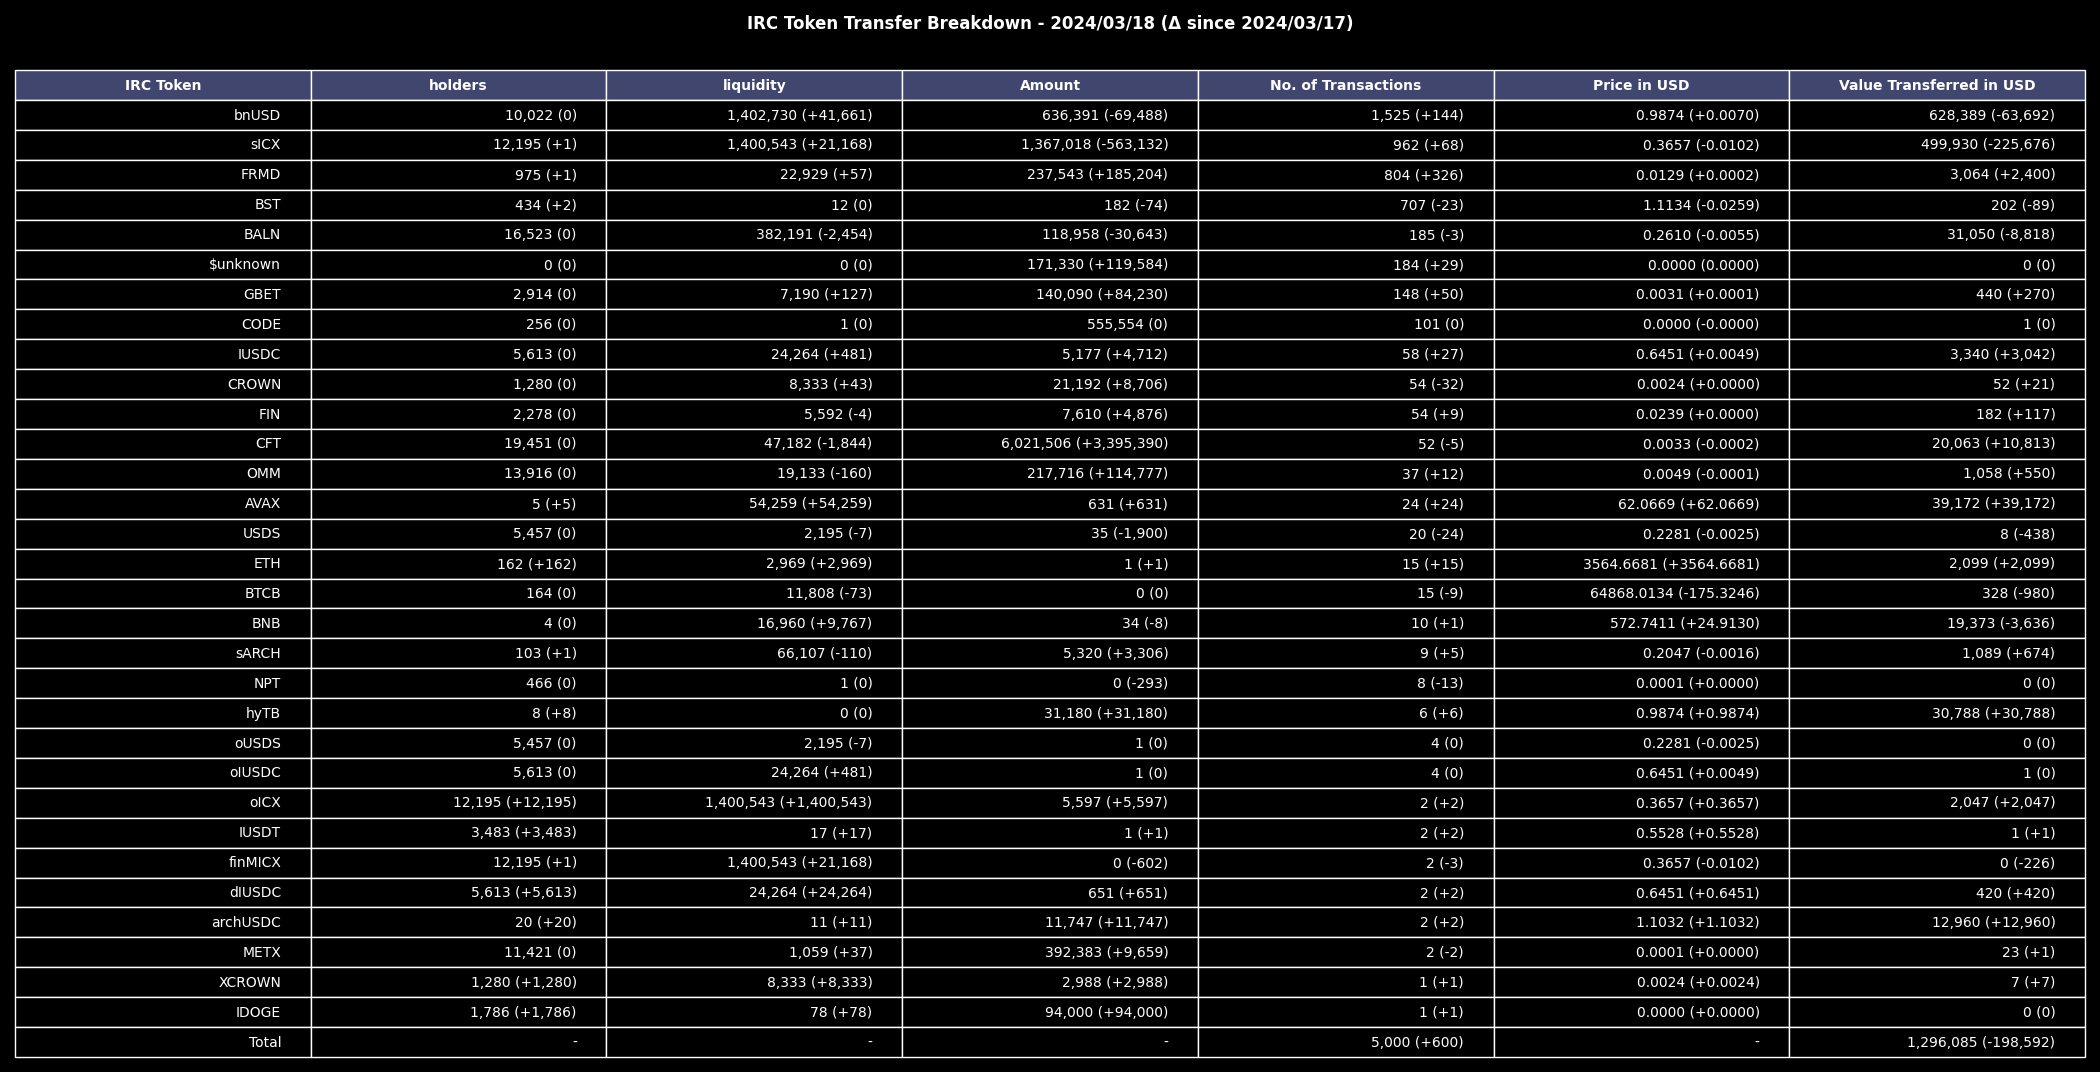 IRC Token Transfer Breakdown - 2024/03/18 (Δ since 2024/03/17)
IRC Token holders liquidity Amount No. of Transactions Price in USD Value Transferred in USD
bnUSD 10,022 (0) 1,402,730 (+41,661) 636,391 (-69,488) 1,525 (+144) 0.9874 (+0.0070) 628,389 (-63,692)
sICX 12,195 (+1) 1,400,543 (+21,168) 1,367,018 (-563,132) 962 (+68) 0.3657 (-0.0102) 499,930 (-225,676)
FRMD 975 (+1) 22,929 (+57) 237,543 (+185,204) 804 (+326) 0.0129 (+0.0002) 3,064 (+2,400)
BST 434 (+2) 12 (0) 182 (-74) 707 (-23) 1.1134 (-0.0259) 202 (-89)
BALN 16,523 (0) 382,191 (-2,454) 118,958 (-30,643) 185 (-3) 0.2610 (-0.0055) 31,050 (-8,818)
$unknown 0 (0) 0 (0) 171,330 (+119,584) 184 (+29) 0.0000 (0.0000) 0 (0)
GBET 2,914 (0) 7,190 (+127) 140,090 (+84,230) 148 (+50) 0.0031 (+0.0001) 440 (+270)
CODE 256 (0) 1 (0) 555,554 (0) 101 (0) 0.0000 (-0.0000) 1 (0)
IUSDC 5,613 (0) 24,264 (+481) 5,177 (+4,712) 58 (+27) 0.6451 (+0.0049) 3,340 (+3,042)
CROWN 1,280 (0) 8,333 (+43) 21,192 (+8,706) 54 (-32) 0.0024 (+0.0000) 52 (+21)
FIN 2,278 (0) 5,592 (-4) 7,610 (+4,876) 54 (+9) 0.0239 (+0.0000) 182 (+117)
CFT 19,451 (0) 47,182 (-1,844) 6,021,506 (+3,395,390) 52 (-5) 0.0033 (-0.0002) 20,063 (+10,813)
OMM 13,916 (0) 19,133 (-160) 217,716 (+114,777) 37 (+12) 0.0049 (-0.0001) 1,058 (+550)
AVAX 5 (+5) 54,259 (+54,259) 631 (+631) 24 (+24) 62.0669 (+62.0669) 39,172 (+39,172)
USDS 5,457 (0) 2,195 (-7) 35 (-1,900) 20 (-24) 0.2281 (-0.0025) 8 (-438)
ETH 162 (+162) 2,969 (+2,969) 1 (+1) 15 (+15) 3564.6681 (+3564.6681) 2,099 (+2,099)
BTCB 164 (0) 11,808 (-73) 0 (0) 15 (-9) 64868.0134 (-175.3246) 328 (-980)
BNB 4 (0) 16,960 (+9,767) 34 (-8) 10 (+1) 572.7411 (+24.9130) 19,373 (-3,636)
sARCH 103 (+1) 66,107 (-110) 5,320 (+3,306) 9 (+5) 0.2047 (-0.0016) 1,089 (+674)
NPT 466 (0) 1 (0) 0 (-293) 8 (-13) 0.0001 (+0.0000) 0 (0)
hyTB 8 (+8) 0 (0) 31,180 (+31,180) 6 (+6) 0.9874 (+0.9874) 30,788 (+30,788)
oUSDS 5,457 (0) 2,195 (-7) 1 (0) 4 (0) 0.2281 (-0.0025) 0 (0)
oIUSDC 5,613 (0) 24,264 (+481) 1 (0) 4 (0) 0.6451 (+0.0049) 1 (0)
oICX 12,195 (+12,195) 1,400,543 (+1,400,543) 5,597 (+5,597) 2 (+2) 0.3657 (+0.3657) 2,047 (+2,047)
IUSDT 3,483 (+3,483) 17 (+17) 1 (+1) 2 (+2) 0.5528 (+0.5528) 1 (+1)
finMICX 12,195 (+1) 1,400,543 (+21,168) 0 (-602) 2 (-3) 0.3657 (-0.0102) 0 (-226)
dIUSDC 5,613 (+5,613) 24,264 (+24,264) 651 (+651) 2 (+2) 0.6451 (+0.6451) 420 (+420)
archUSDC 20 (+20) 11 (+11) 11,747 (+11,747) 2 (+2) 1.1032 (+1.1032) 12,960 (+12,960)
METX 11,421 (0) 1,059 (+37) 392,383 (+9,659) 2 (-2) 0.0001 (+0.0000) 23 (+1)
XCROWN 1,280 (+1,280) 8,333 (+8,333) 2,988 (+2,988) 1 (+1) 0.0024 (+0.0024) 7 (+7)
IDOGE 1,786 (+1,786) 78 (+78) 94,000 (+94,000) 1 (+1) 0.0000 (+0.0000) 0 (0)
Total - - - 5,000 (+600) - 1,296,085 (-198,592)